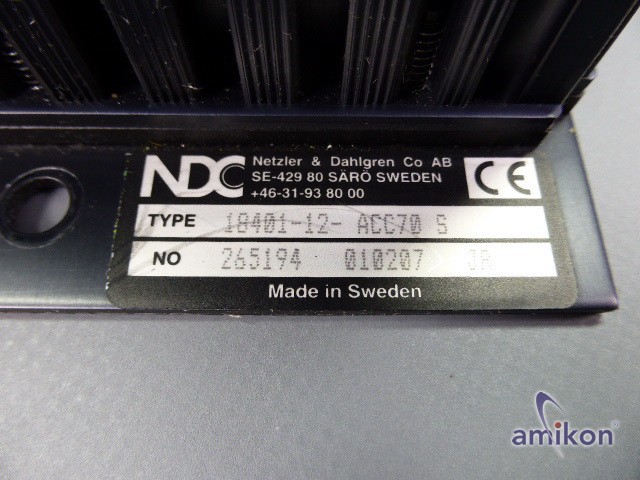 NDC
Netzler & Dahlgren Co AB
SE-429 80 SÄRÖ SWEDEN
+46-31-93 80 00
CE
TYPE 18401-12- ACC70 S
NO 265194 010207
Made in Sweden
amikon®